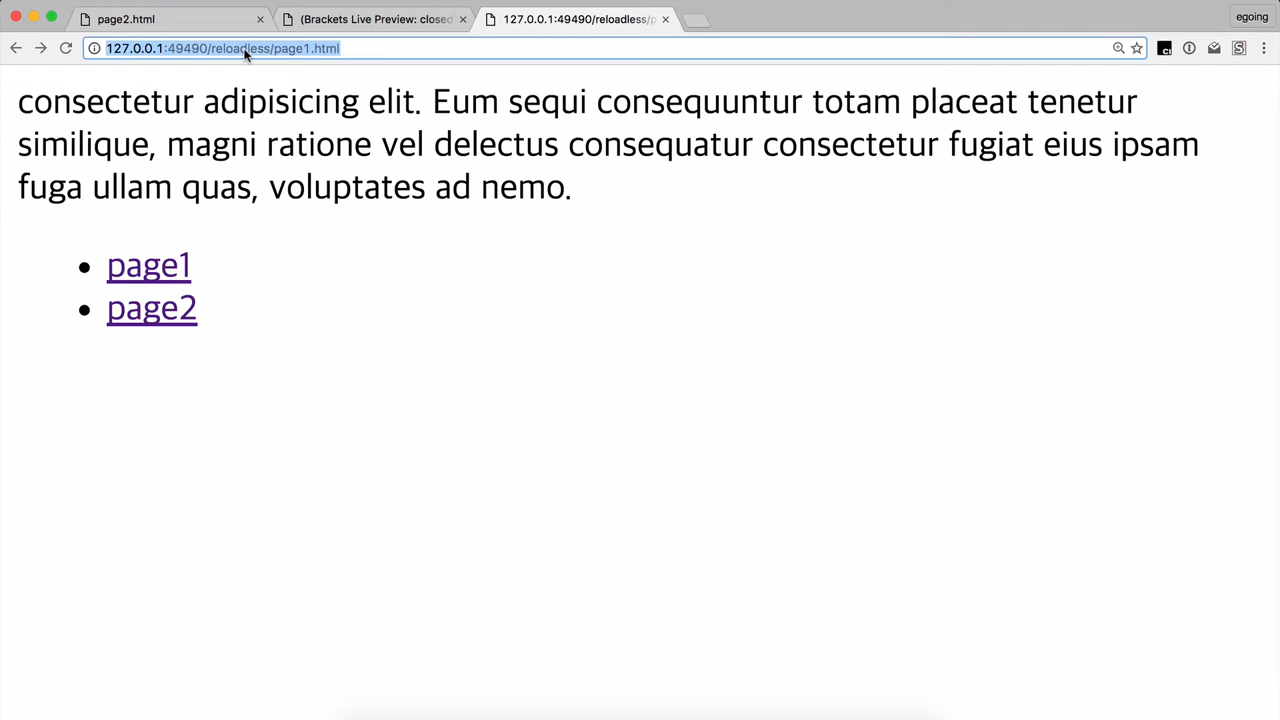 page2.html
(Brackets Live Preview: closed
127.0.0.1:49490/reloadless/p
egoing
127.0.0.1:49490/reloadless/page1.html
consectetur adipisicing elit. Eum sequi consequuntur totam placeat tenetur
similique, magni ratione vel delectus consequatur consectetur fugiat eius ipsam
fuga ullam quas, voluptates ad nemo.
page1
page2